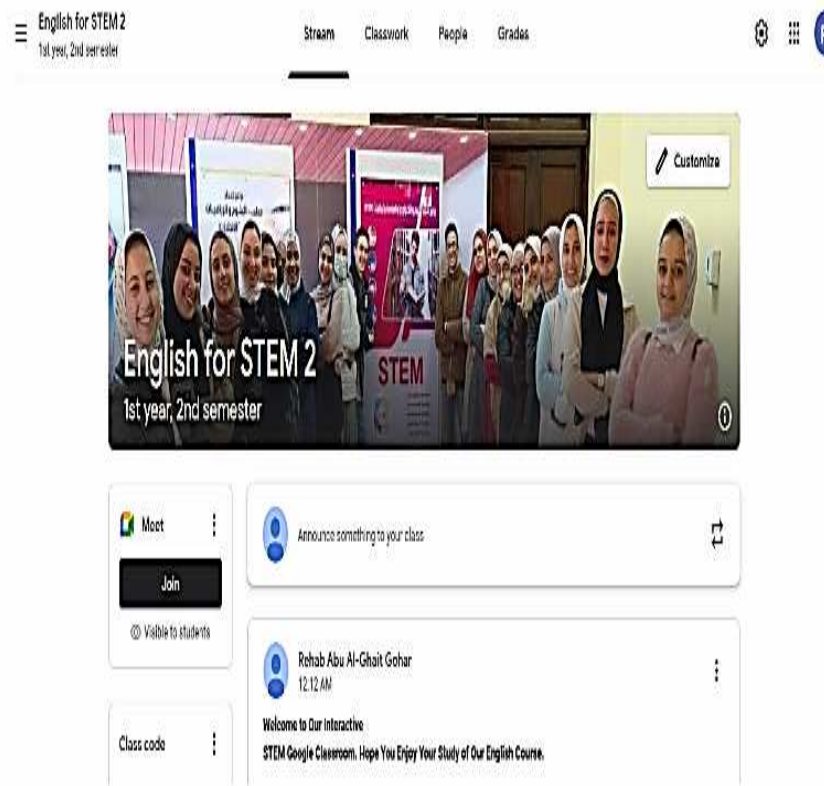 English for STEM 2
1st year, 2nd semester
Stream
Classwork
People
Grades
Customize
STEM
English for STEM 2
1st year, 2nd semester
Meet
Join
Visible to students
Announce something to your class
Rehab Abu Al-Ghait Gohar
12:12 AM
Welcome to Our Interactive
STEM Google Classroom. Hope You Enjoy Your Study of Our English Course.
Class code